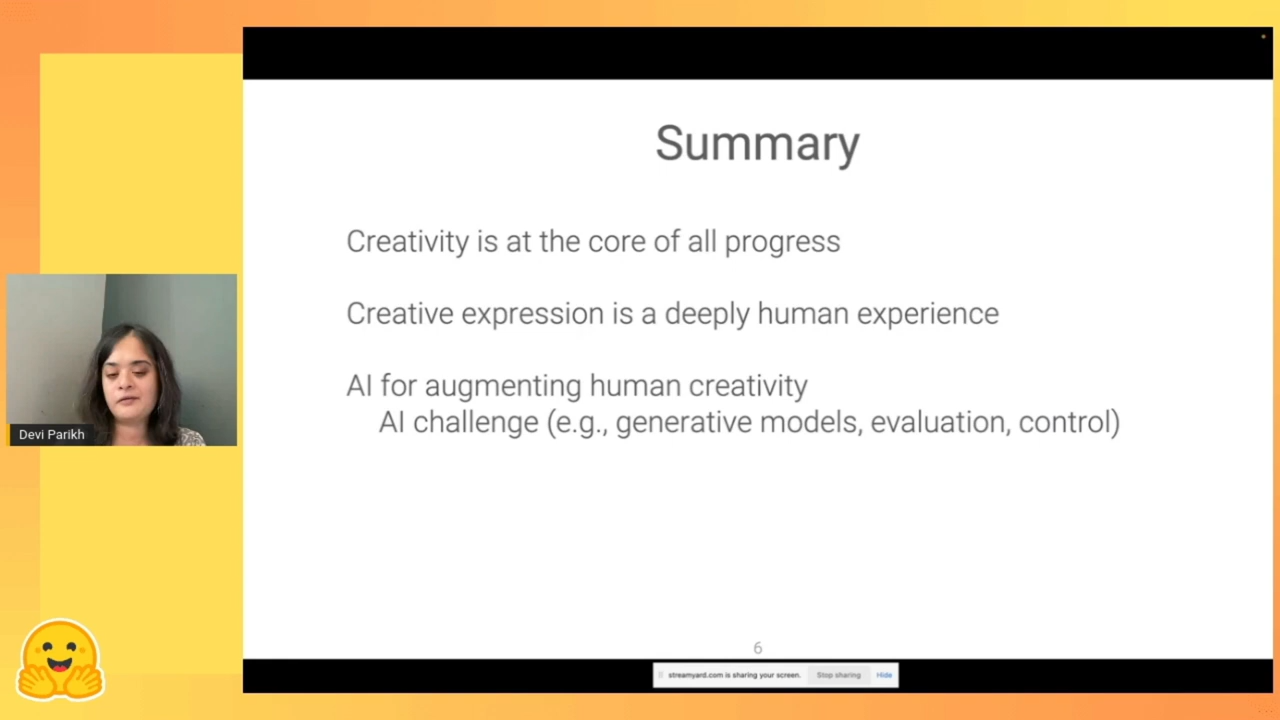 Summary
Creativity is at the core of all progress
Creative expression is a deeply human experience
AI for augmenting human creativity
AI challenge (e.g., generative models, evaluation, control)
Devi Parikh
6
streamyard.com is sharing your screen. Stop sharing Hide